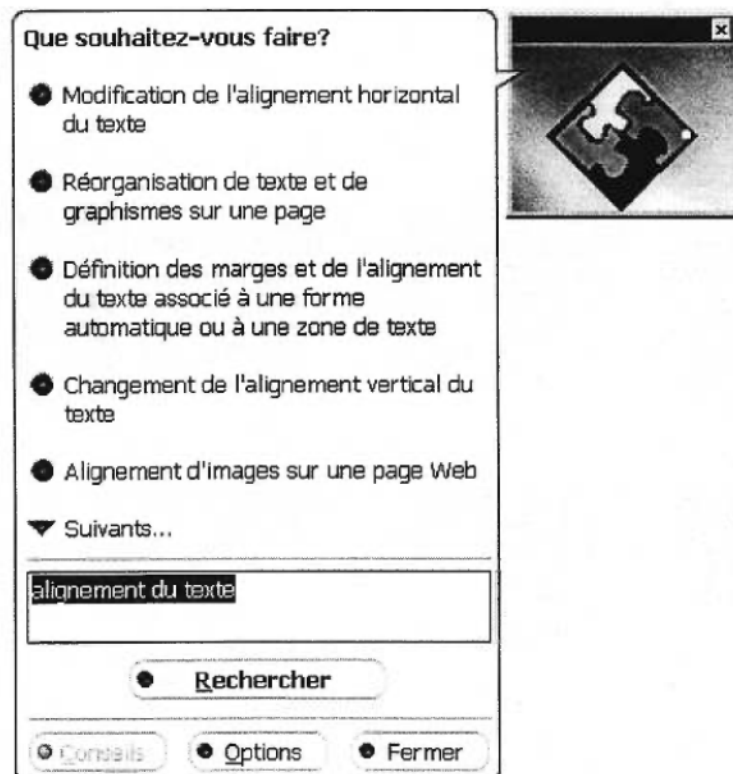 Que souhaitez-vous faire?
Modification de l'alignement horizontal
du texte
Réorganisation de texte et de
graphismes sur une page
Définition des marges et de l'alignement
du texte associé à une forme
automatique ou à une zone de texte
Changement de l'alignement vertical du
texte
Alignement d'images sur une page Web
Suivants...
alignement du texte
Rechercher
Conseils Options Fermer